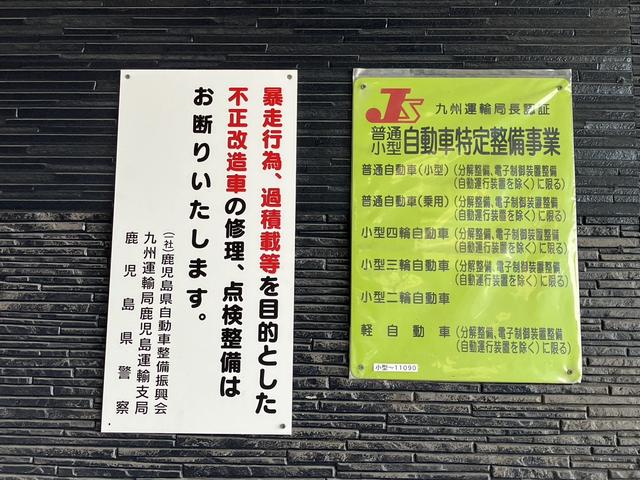 暴走行為、過積載等を目的とした
不正改造車の修理、点検整備は
お断りいたします。
(一社)鹿児島県自動車整備振興会
九州運輸局鹿児島運輸支局
鹿児島県警察
JS 九州運輸局長認証
普通
小型
自動車特定整備事業
普通自動車(小型)(分解整備、電子制御装置整備
(自動運行装置を除く)に限る)
普通自動車(乗用)(分解整備、電子制御装置整備
(自動運行装置を除く)に限る)
小型四輪自動車(分解整備、電子制御装置整備
(自動運行装置を除く)に限る)
小型三輪自動車(分解整備、電子制御装置整備
(自動運行装置を除く)に限る)
小型二輪自動車
軽自動車(分解整備、電子制御装置整備
(自動運行装置を除く)に限る)
小型〜11090